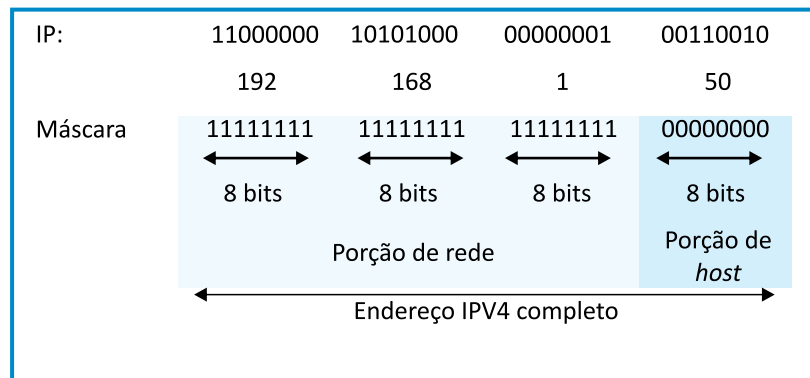 IP: 11000000 10101000 00000001 00110010
192 168 1 50
Máscara 11111111 11111111 11111111 00000000
8 bits 8 bits 8 bits 8 bits
Porção de rede Porção de
host
Endereço IPV4 completo